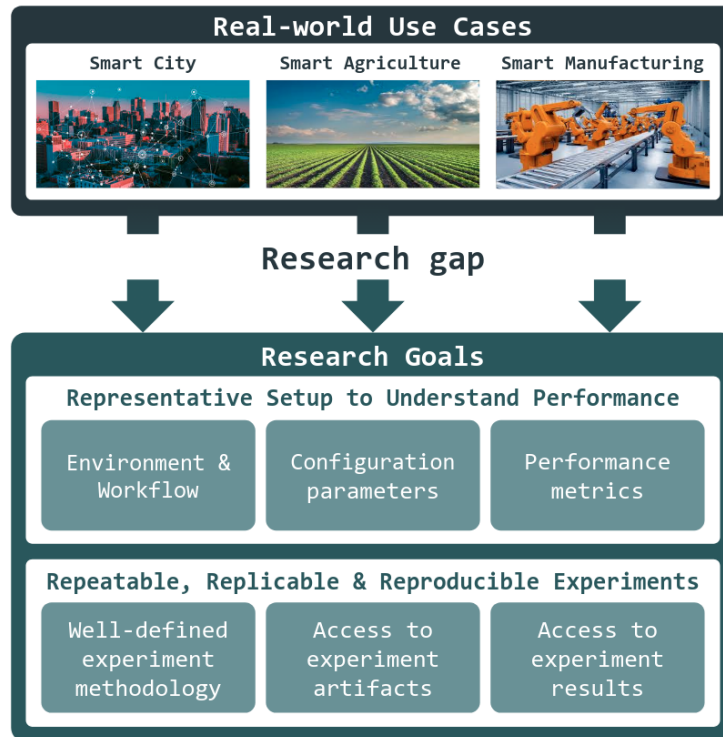 Real-world Use Cases
Smart City
Smart Agriculture
Smart Manufacturing
Research gap
Research Goals
Representative Setup to Understand Performance
Environment &
Workflow
Configuration
parameters
Performance
metrics
Repeatable, Replicable & Reproducible Experiments
Well-defined
experiment
methodology
Access to
experiment
artifacts
Access to
experiment
results